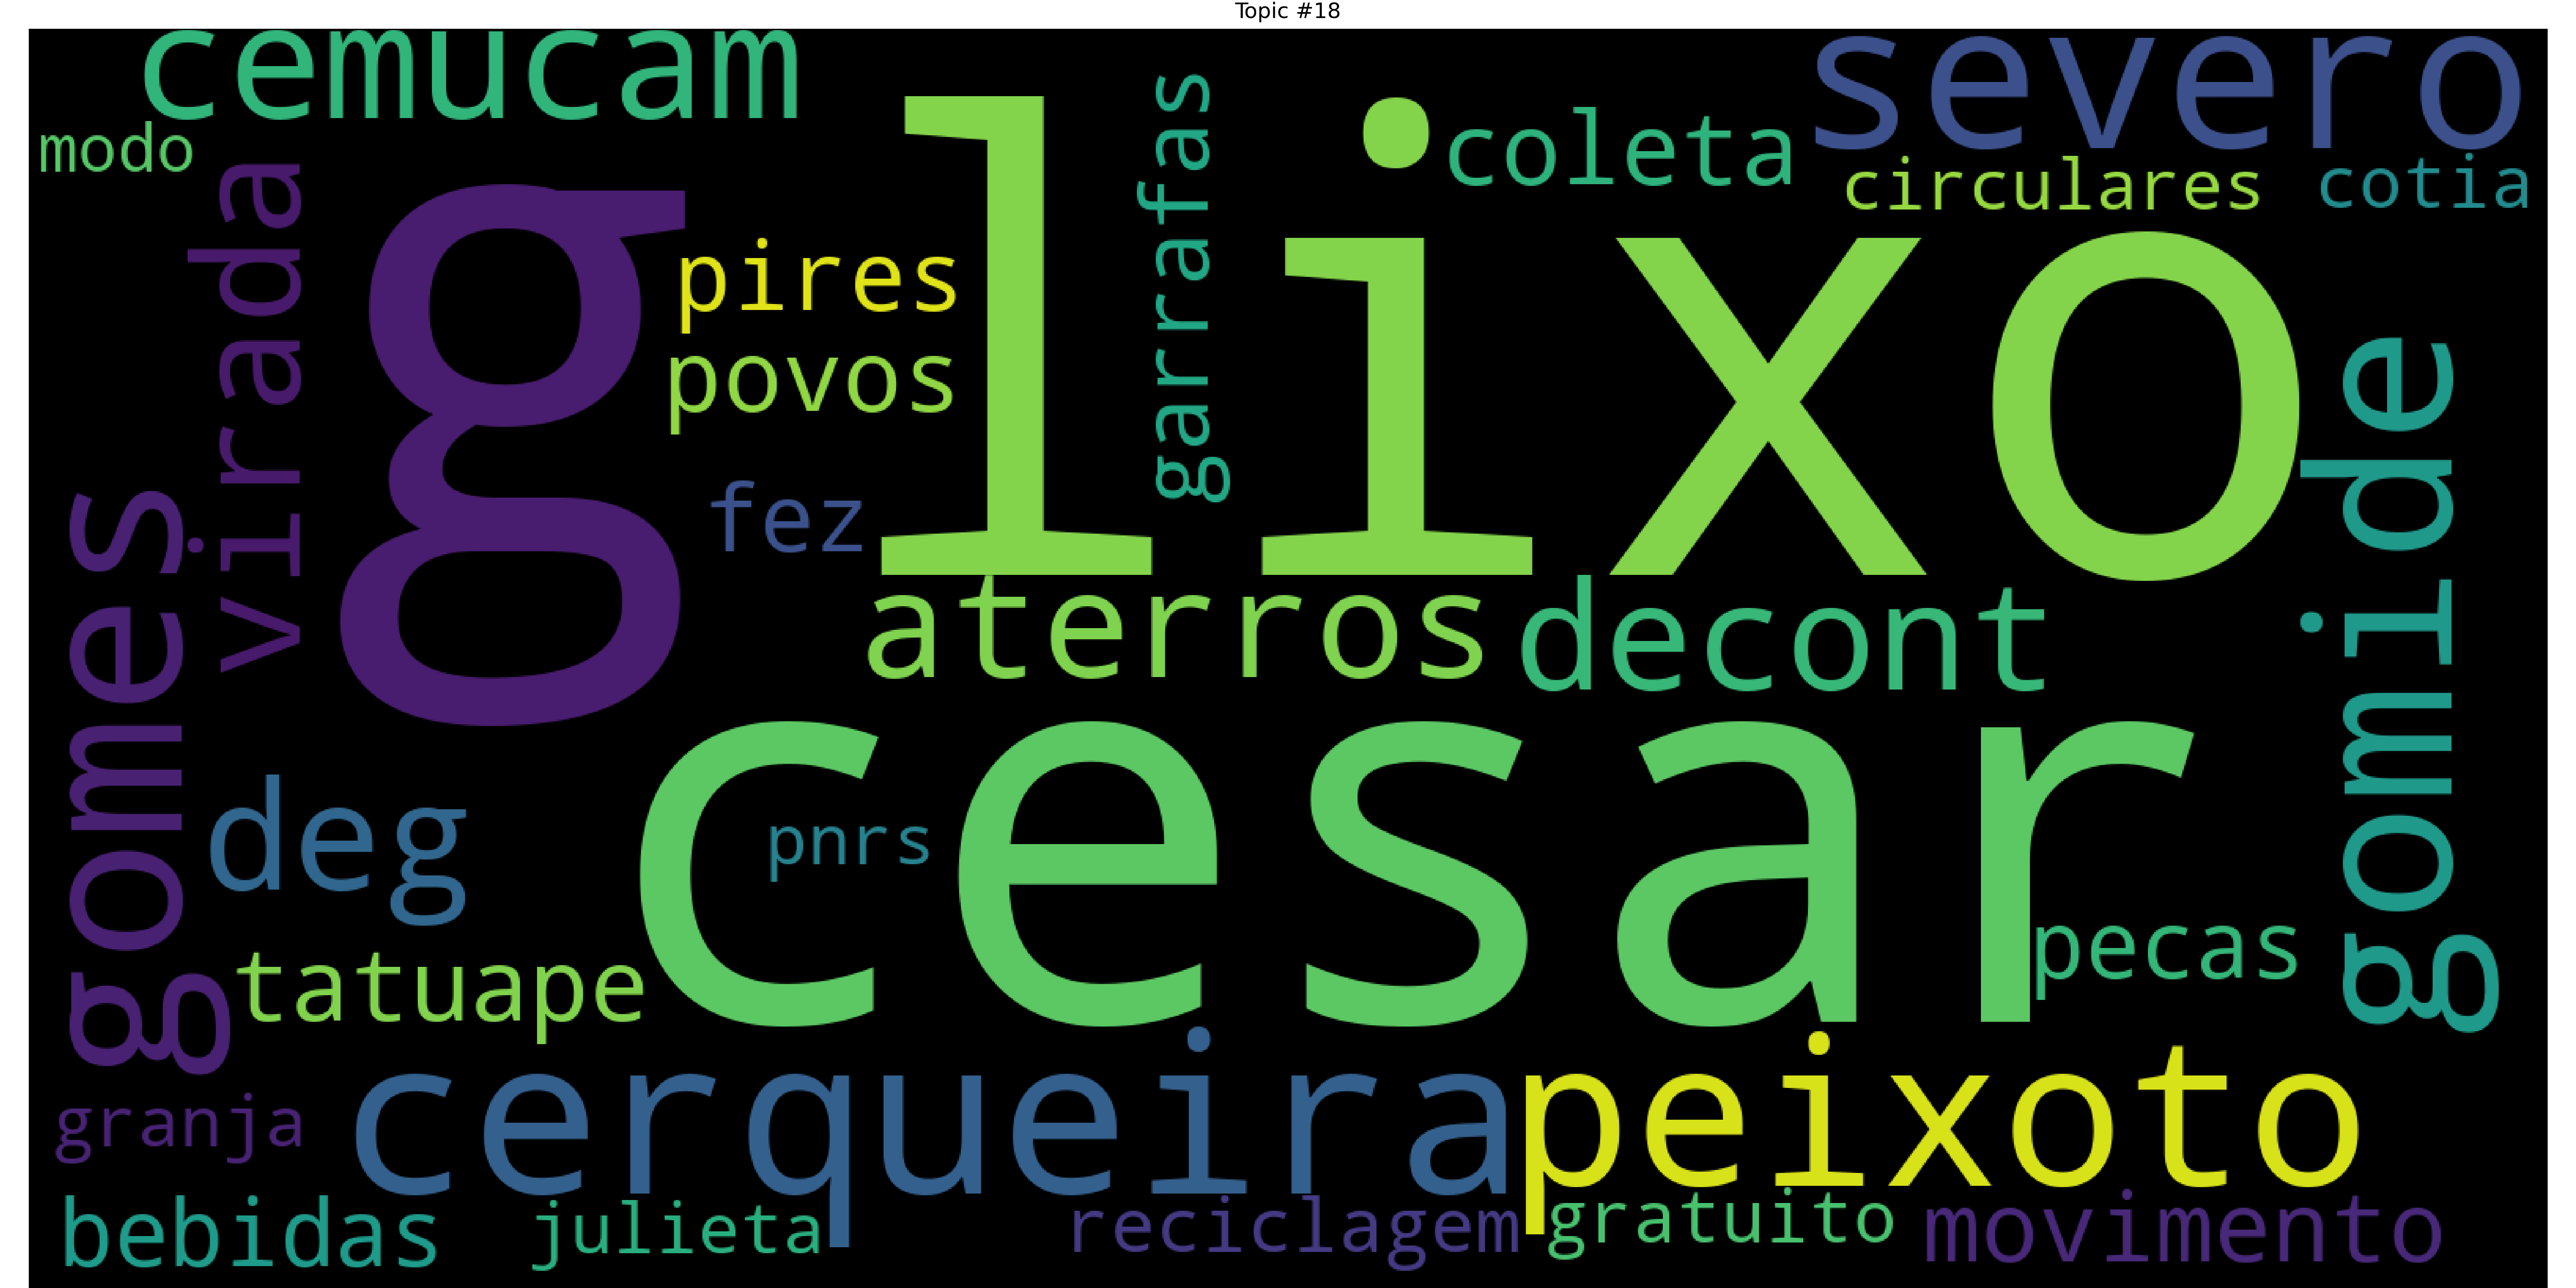 Topic #18
cemucam
severo
modo
garrafas
coleta
circulares
cotia
virada
g
lixo
pires
povos
fez
gomide
gomes
aterros
decont
cesar
deg
pnrs
pecas
tatuape
cerqueira
peixoto
granja
bebidas
julieta
reciclagem
gratuito
movimento